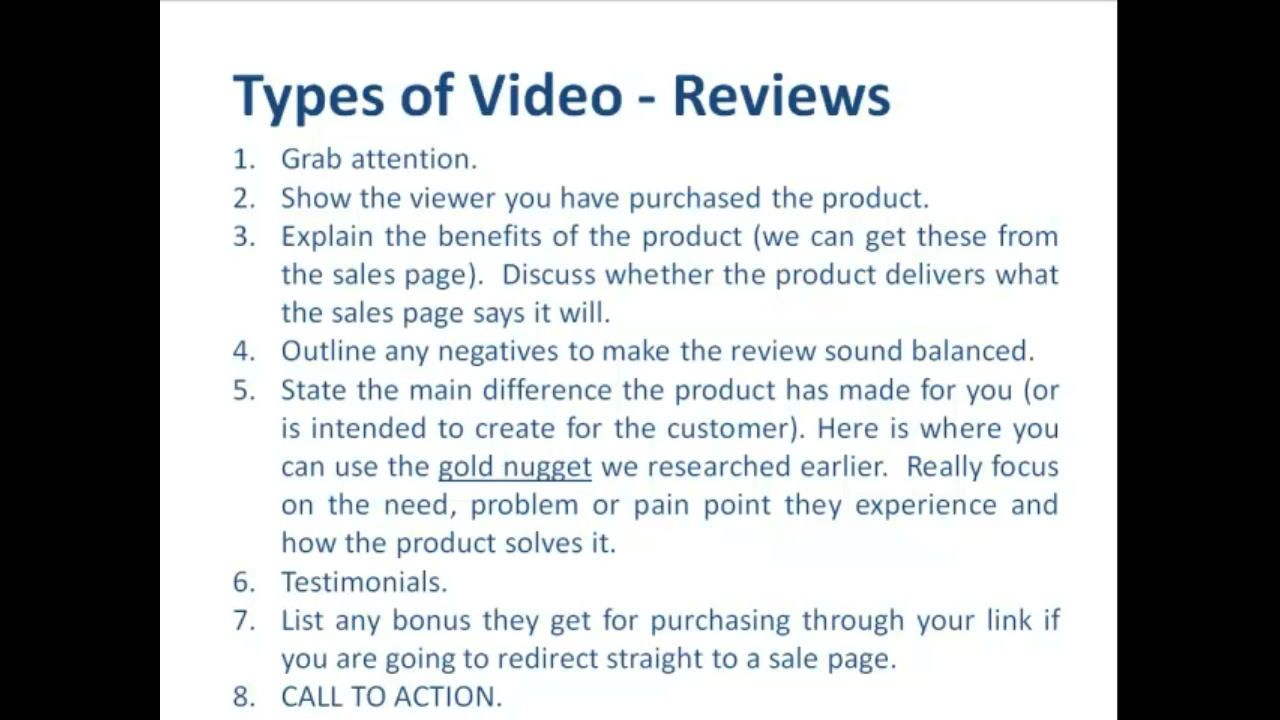 Types of Video - Reviews
1. Grab attention.
2. Show the viewer you have purchased the product.
3. Explain the benefits of the product (we can get these from
the sales page). Discuss whether the product delivers what
the sales page says it will.
4. Outline any negatives to make the review sound balanced.
5. State the main difference the product has made for you (or
is intended to create for the customer). Here is where you
can use the gold nugget we researched earlier. Really focus
on the need, problem or pain point they experience and
how the product solves it.
6. Testimonials.
7. List any bonus they get for purchasing through your link if
you are going to redirect straight to a sale page.
8. CALL TO ACTION.